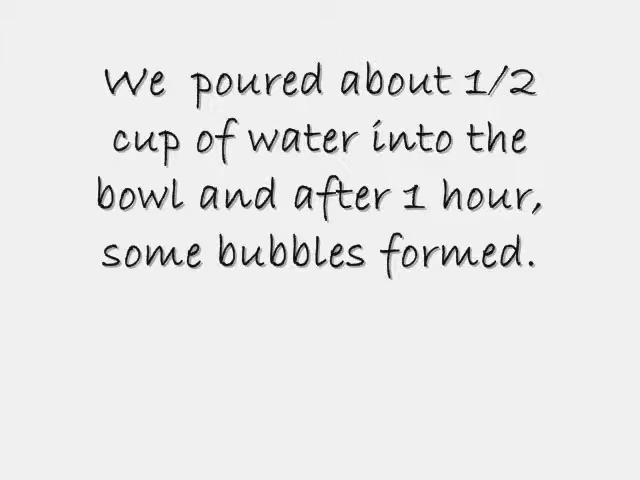 We poured about 1/2
cup of water into the
bowl and after 1 hour,
some bubbles formed.